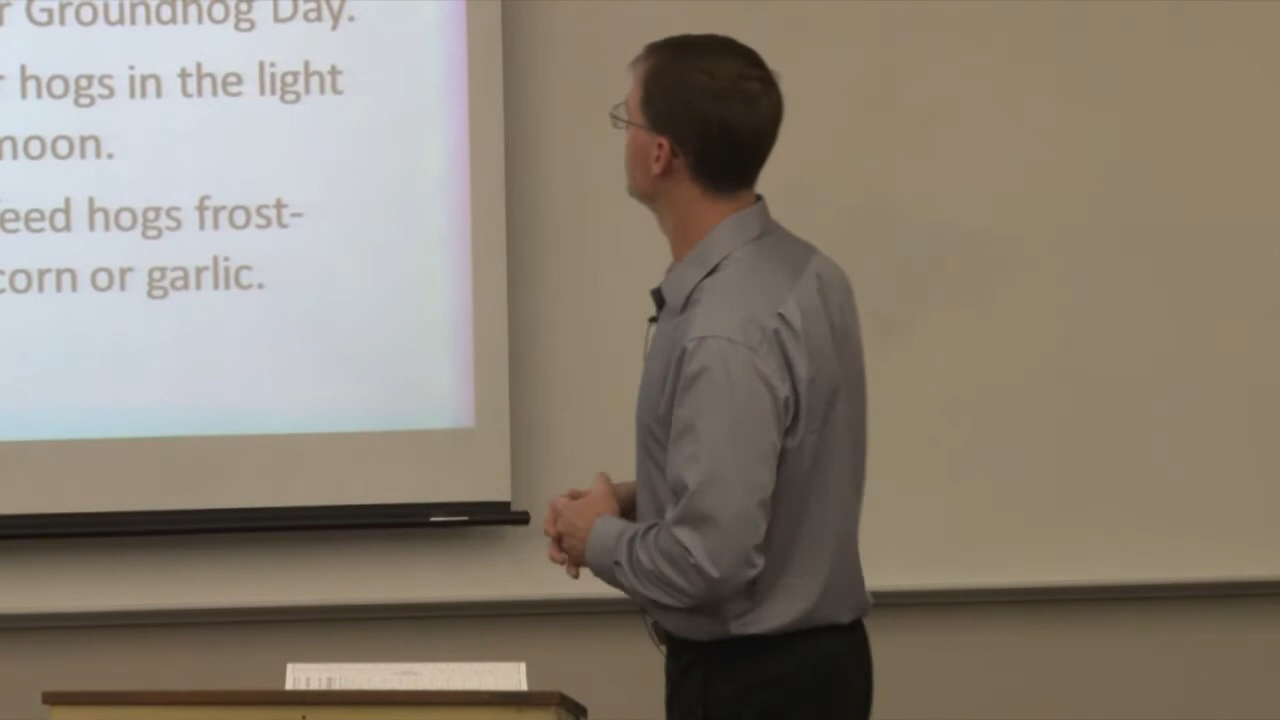 r Groundhog Day.
hogs in the light
moon.
feed hogs frost-
corn or garlic.